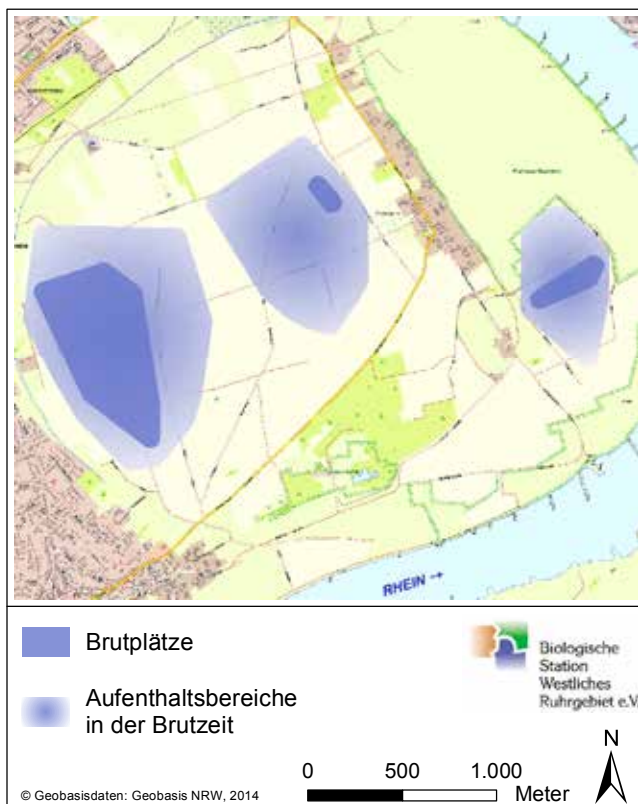 RHEIN →
Brutplätze
Aufenthaltsbereiche
in der Brutzeit
Biologische
Station
Westliches
Ruhrgebiet e.V.
N
0 500 1.000
Meter
© Geobasisdaten: Geobasis NRW, 2014